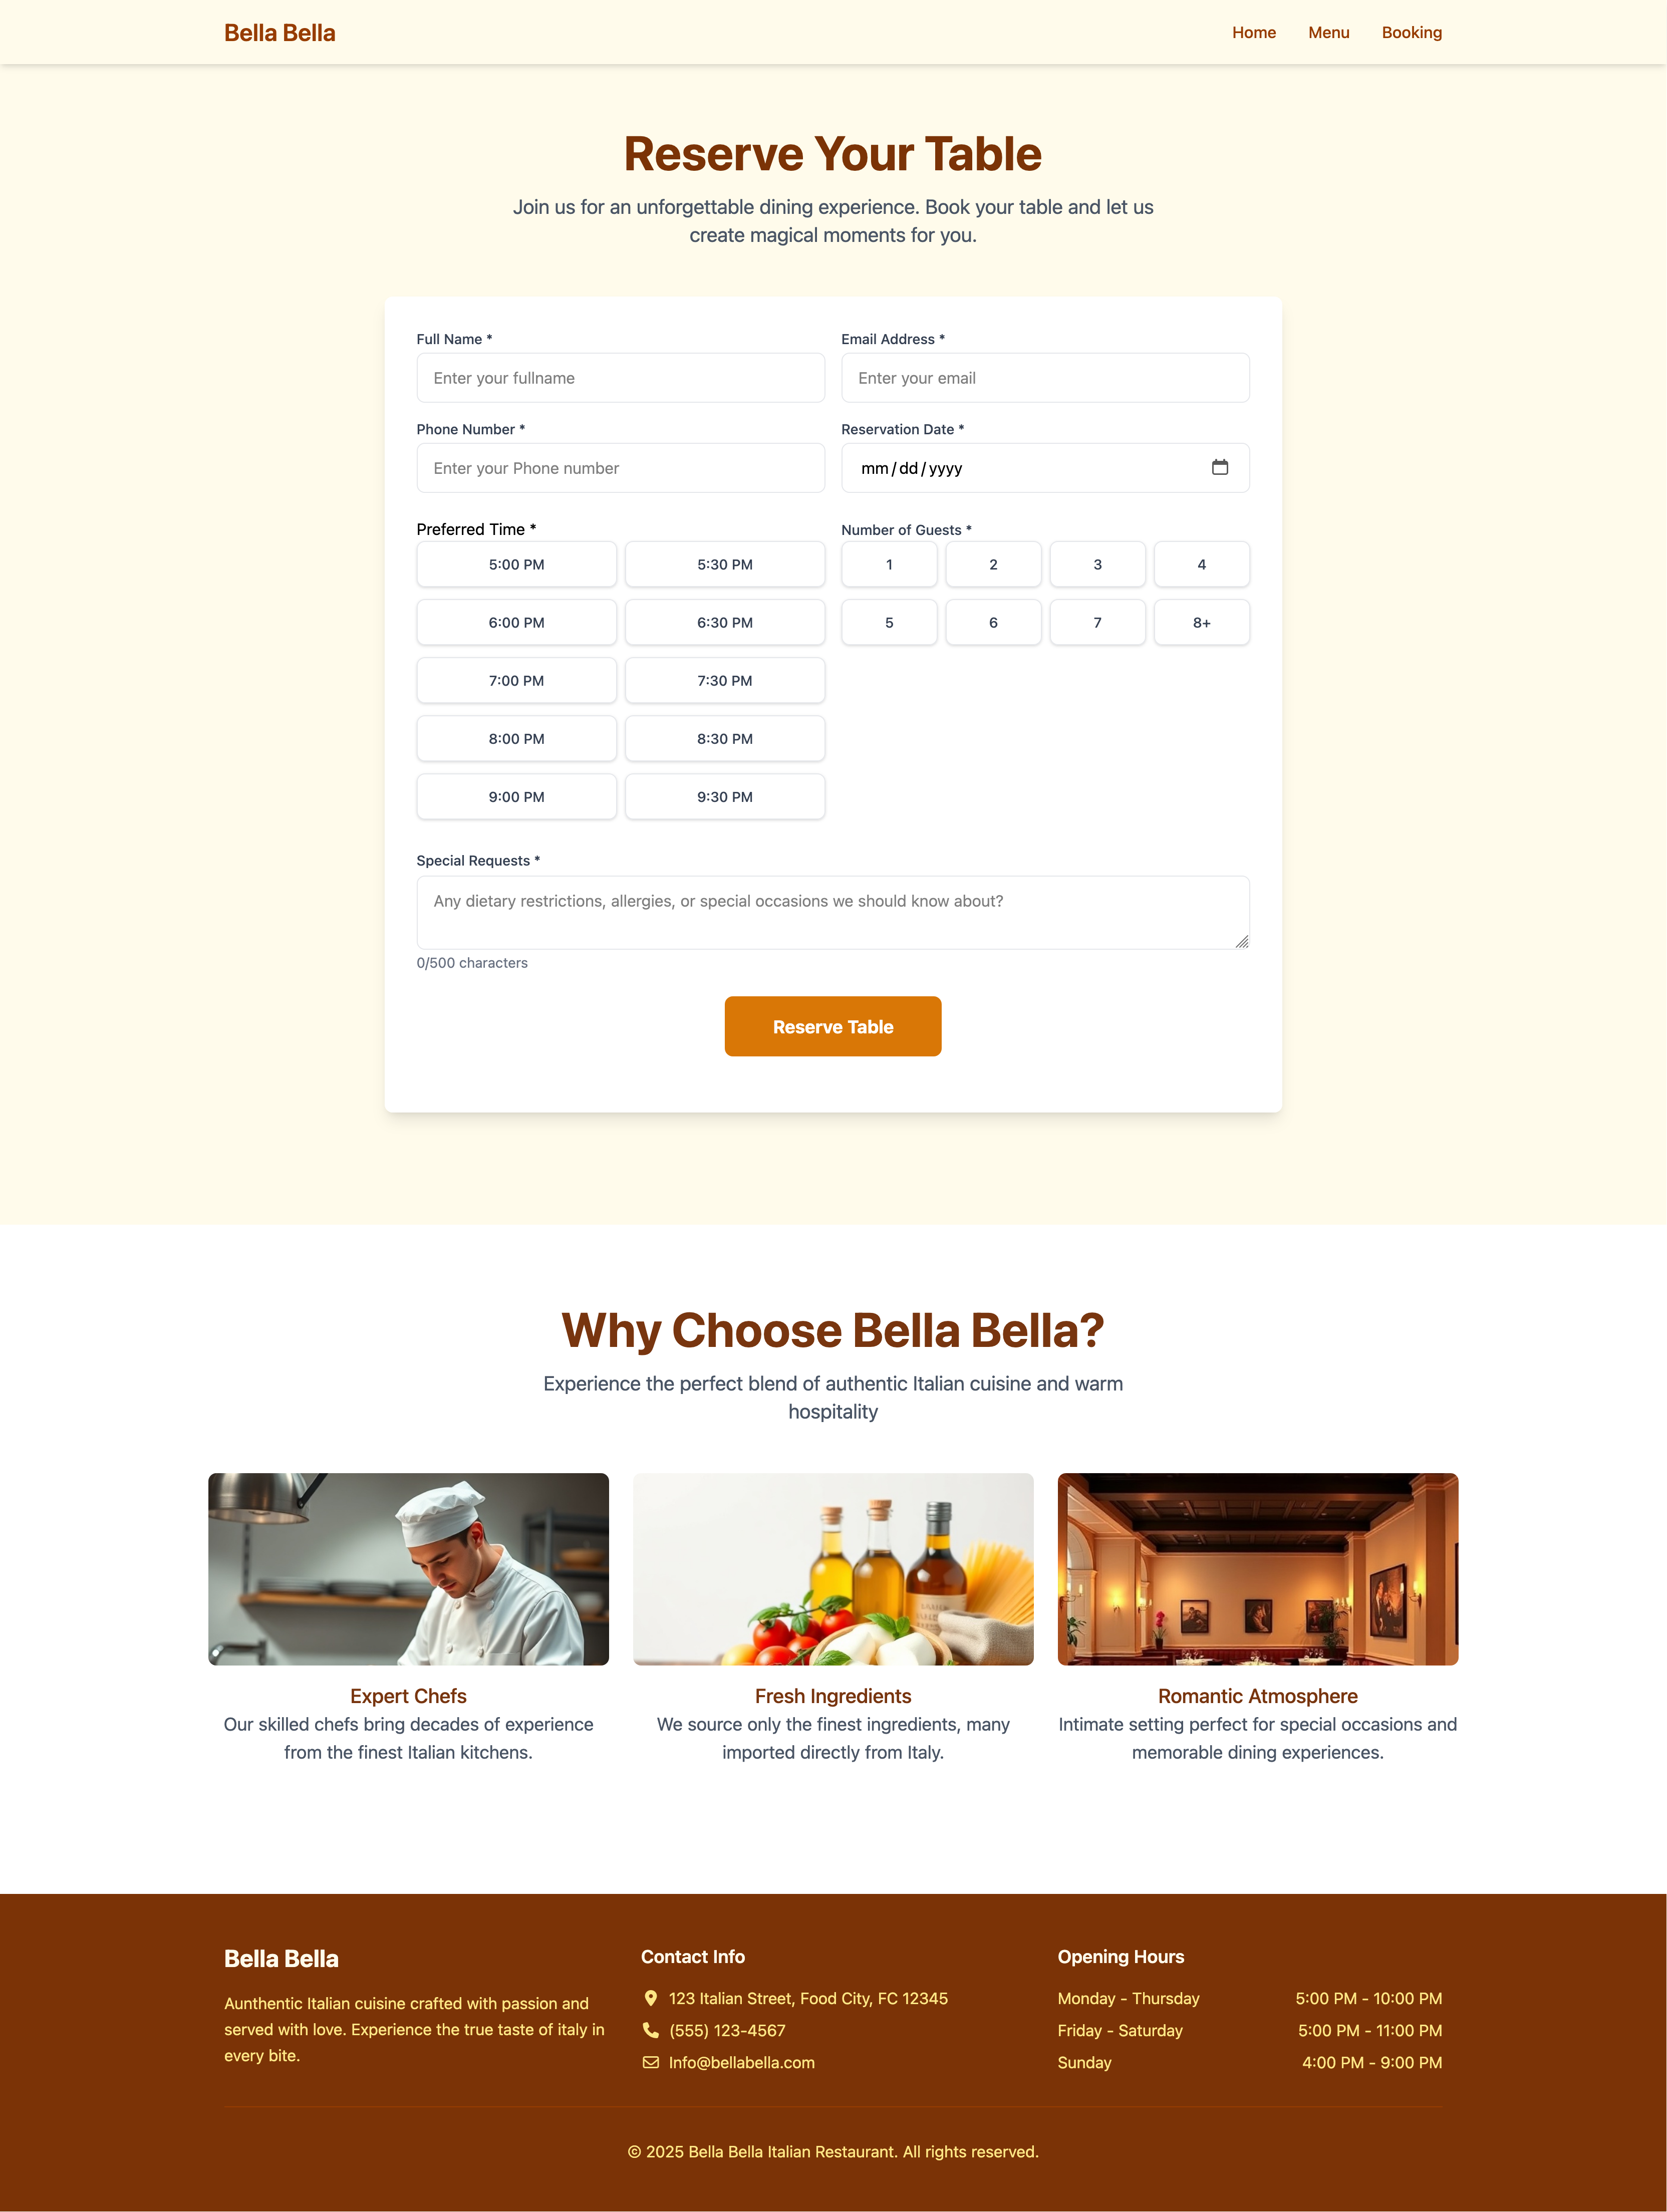 Bella Bella
Home Menu Booking
Reserve Your Table
Join us for an unforgettable dining experience. Book your table and let us
create magical moments for you.
Full Name *
Enter your fullname
Email Address *
Enter your email
Phone Number *
Enter your Phone number
Reservation Date *
mm/dd/yyyy
Preferred Time *
5:00 PM 5:30 PM
6:00 PM 6:30 PM
7:00 PM 7:30 PM
8:00 PM 8:30 PM
9:00 PM 9:30 PM
Number of Guests *
1 2 3 4
5 6 7 8+
Special Requests *
Any dietary restrictions, allergies, or special occasions we should know about?
0/500 characters
Reserve Table
Why Choose Bella Bella?
Experience the perfect blend of authentic Italian cuisine and warm
hospitality
Expert Chefs
Our skilled chefs bring decades of experience
from the finest Italian kitchens.
Fresh Ingredients
We source only the finest ingredients, many
imported directly from Italy.
Romantic Atmosphere
Intimate setting perfect for special occasions and
memorable dining experiences.
Bella Bella
Aunthentic Italian cuisine crafted with passion and
served with love. Experience the true taste of italy in
every bite.
Contact Info
123 Italian Street, Food City, FC 12345
(555) 123-4567
Info@bellabella.com
Opening Hours
Monday - Thursday 5:00 PM - 10:00 PM
Friday - Saturday 5:00 PM - 11:00 PM
Sunday 4:00 PM - 9:00 PM
© 2025 Bella Bella Italian Restaurant. All rights reserved.